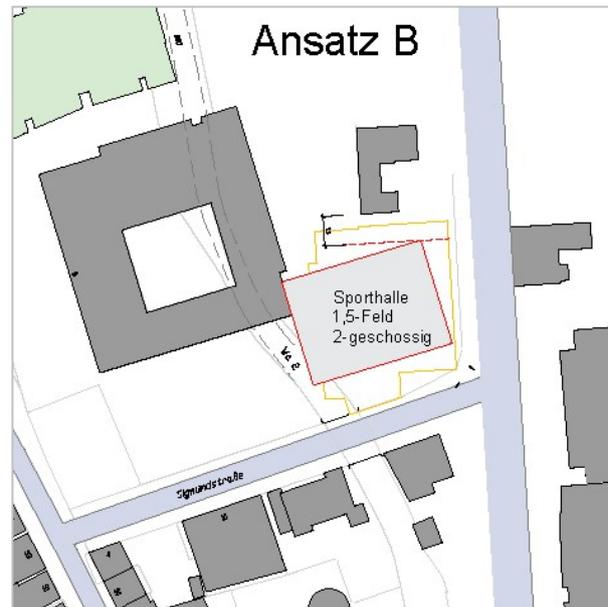 Ansatz B
Sporthalle
1,5-Feld
2-geschossig
Sigmundstraße